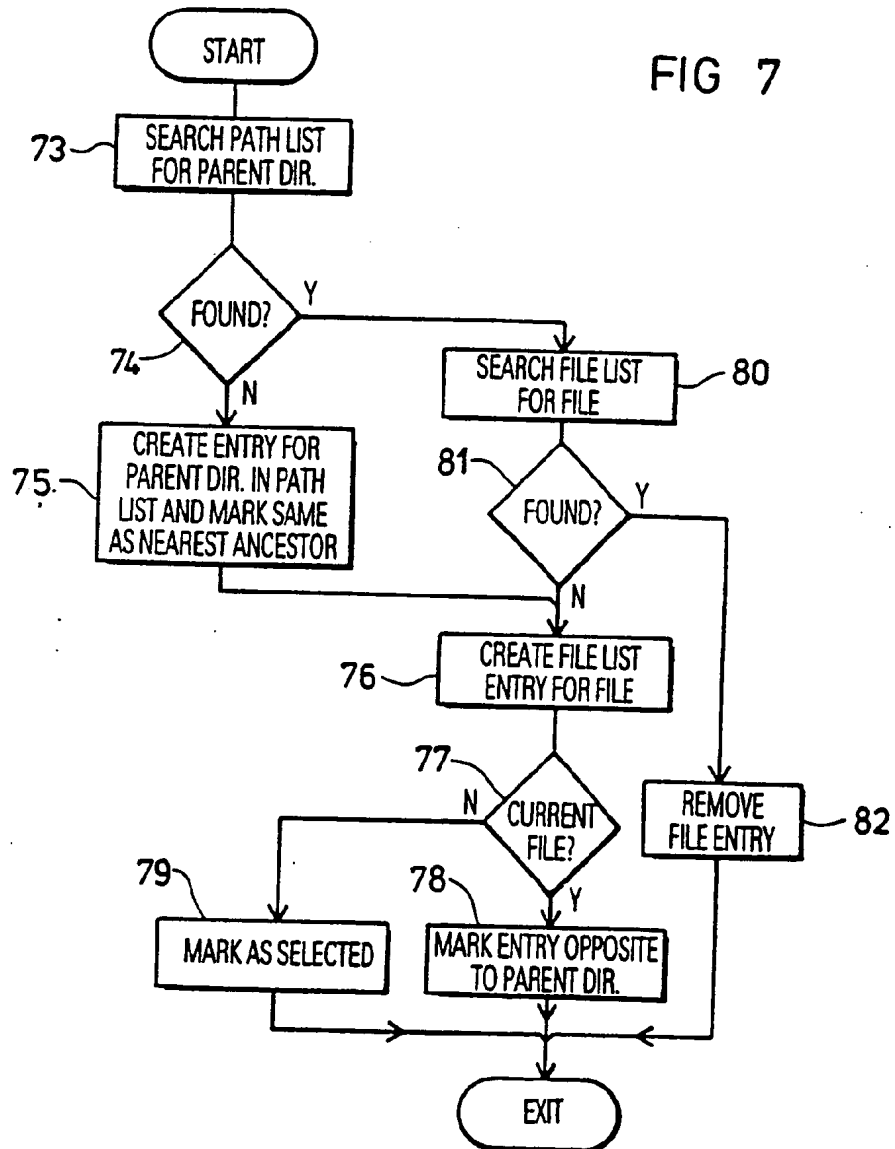 START
FIG 7
73
SEARCH PATH LIST
FOR PARENT DIR.
FOUND?
Y
74
N
SEARCH FILE LIST
FOR FILE
80
75.
CREATE ENTRY FOR
PARENT DIR. IN PATH
LIST AND MARK SAME
AS NEAREST ANCESTOR
81
FOUND?
Y
N
76
CREATE FILE LIST
ENTRY FOR FILE
77
N
CURRENT
FILE?
Y
REMOVE
FILE ENTRY
82
79
MARK AS SELECTED
78
MARK ENTRY OPPOSITE
TO PARENT DIR.
EXIT